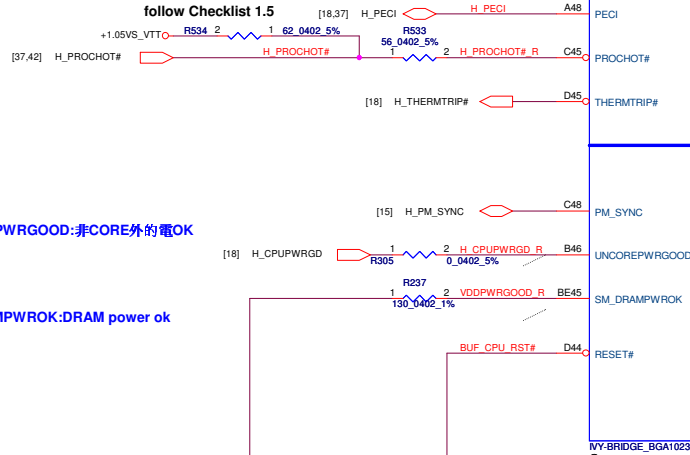 follow Checklist 1.5
[18,37] H_PECI H_PECI A48 PECI
+1.05VS_VTT R534 2 1 62_0402_5% R533
56_0402_5%
[37,42] H_PROCHOT# H_PROCHOT# 1 2 H_PROCHOT#_R C45 PROCHOT#
[18] H_THERMTRIP# D45 THERMTRIP#
[15] H_PM_SYNC C48 PM_SYNC
PWRGOOD:非CORE外的電OK
[18] H_CPUPWRGD 1 2 H_CPUPWRGD_R B46 UNCOREPWRGOOD
R305 0_0402_5%
R237
1 2 VDDPWRGOOD_R BE45 SM_DRAMPWROK
130_0402_1%
MPWROK:DRAM power ok
BUF_CPU_RST# D44 RESET#
IVY-BRIDGE_BGA1023